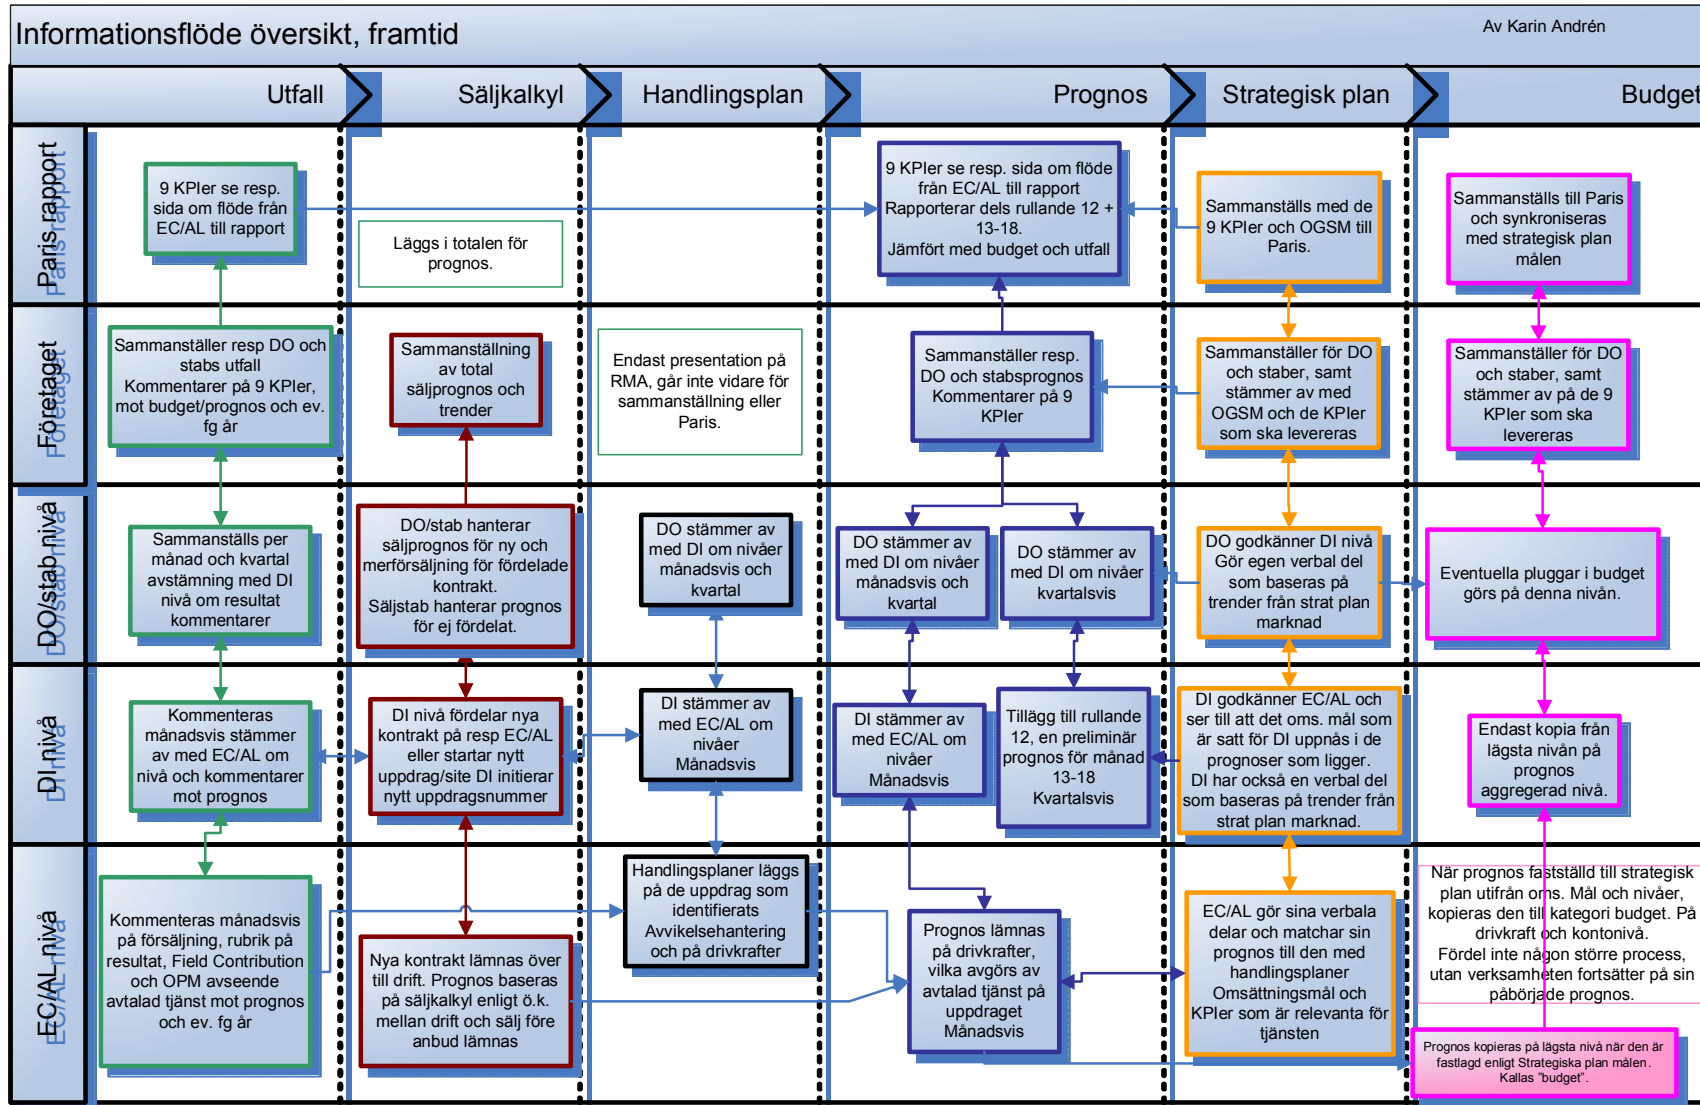 Informationsflöde översikt, framtid
Av Karin Andrén
Utfall
Säljkalkyl
Handlingsplan
Prognos
Strategisk plan
Budget
Paris rapport
9 KPIer se resp.
sida om flöde från
EC/AL till rapport
Läggs i totalen för
prognos.
9 KPIer se resp. sida om flöde
från EC/AL till rapport
Rapporterar dels rullande 12 +
13-18.
Jämfört med budget och utfall
Sammanställs med de
9 KPIer och OGSM till
Paris.
Sammanställs till Paris
och synkroniseras
med strategisk plan
målen
Företaget
Sammanställer resp DO och
stabs utfall
Kommentarer på 9 KPIer,
mot budget/prognos och ev.
fg år
Sammanställning
av total
säljprognos och
trender
Endast presentation på
RMA, går inte vidare för
sammanställning eller
Paris.
Sammanställer resp.
DO och stabsprognos
Kommentarer på 9
KPIer
Sammanställer för DO
och staber, samt
stämmer av med
OGSM och de KPIer
som ska levereras
Sammanställer för DO
och staber, samt
stämmer av på de 9
KPIer som ska
levereras
DO/stab nivå
Sammanställs per
månad och kvartal
avstämning med DI
nivå om resultat
kommentarer
DO/stab hanterar
säljprognos för ny och
merförsäljning för fördelade
kontrakt.
Säljstab hanterar prognos
för ej fördelat.
DO stämmer av
med DI om nivåer
månadsvis och
kvartal
DO stämmer av
med DI om nivåer
månadsvis och
kvartal
DO stämmer av
med DI om nivåer
kvartalsvis
DO godkänner DI nivå
Gör egen verbal del
som baseras på
trender från strat plan
marknad
Eventuella pluggar i budget
görs på denna nivån.
DI nivå
Kommenteras
månadsvis stämmer
av med EC/AL om
nivå och kommentarer
mot prognos
DI nivå fördelar nya
kontrakt på resp EC/AL
eller startar nytt
uppdrag/site DI initierar
nytt uppdragsnummer
DI stämmer av
med EC/AL om
nivåer
Månadsvis
DI stämmer av
med EC/AL om
nivåer
Månadsvis
Tillägg till rullande
12, en preliminär
prognos för månad
13-18
Kvartalsvis
DI godkänner EC/AL och
ser till att det oms. mål som
är satt för DI uppnås i de
prognoser som ligger.
DI har också en verbal del
som baseras på trender från
strat plan marknad.
Endast kopia från
lägsta nivån på
prognos
aggregerad nivå.
EC/AL nivå
Kommenteras månadsvis
på försäljning, rubrik på
resultat, Field Contribution
och OPM avseende
avtalad tjänst mot prognos
och ev. fg år
Nya kontrakt lämnas över
till drift. Prognos baseras
på säljkalkyl enligt ö.k.
mellan drift och sälj före
anbud lämnas
Handlingsplaner läggs
på de uppdrag som
identifierats
Avvikelsehantering
och på drivkrafter
Prognos lämnas
på drivkrafter,
vilka avgörs av
avtalad tjänst på
uppdraget
Månadsvis
EC/AL gör sina verbala
delar och matchar sin
prognos till den med
handlingsplaner
Omsättningsmål och
KPIer som är relevanta för
tjänsten
När prognos fastställd till strategisk
plan utifrån oms. Mål och nivåer,
kopieras den till kategori budget. På
drivkraft och kontonivå.
Fördel inte någon större process,
utan verksamheten fortsätter på sin
påbörjade prognos.
Prognos kopieras på lägsta nivå när den är
fastlagd enligt Strategiska plan målen.
Kallas "budget".